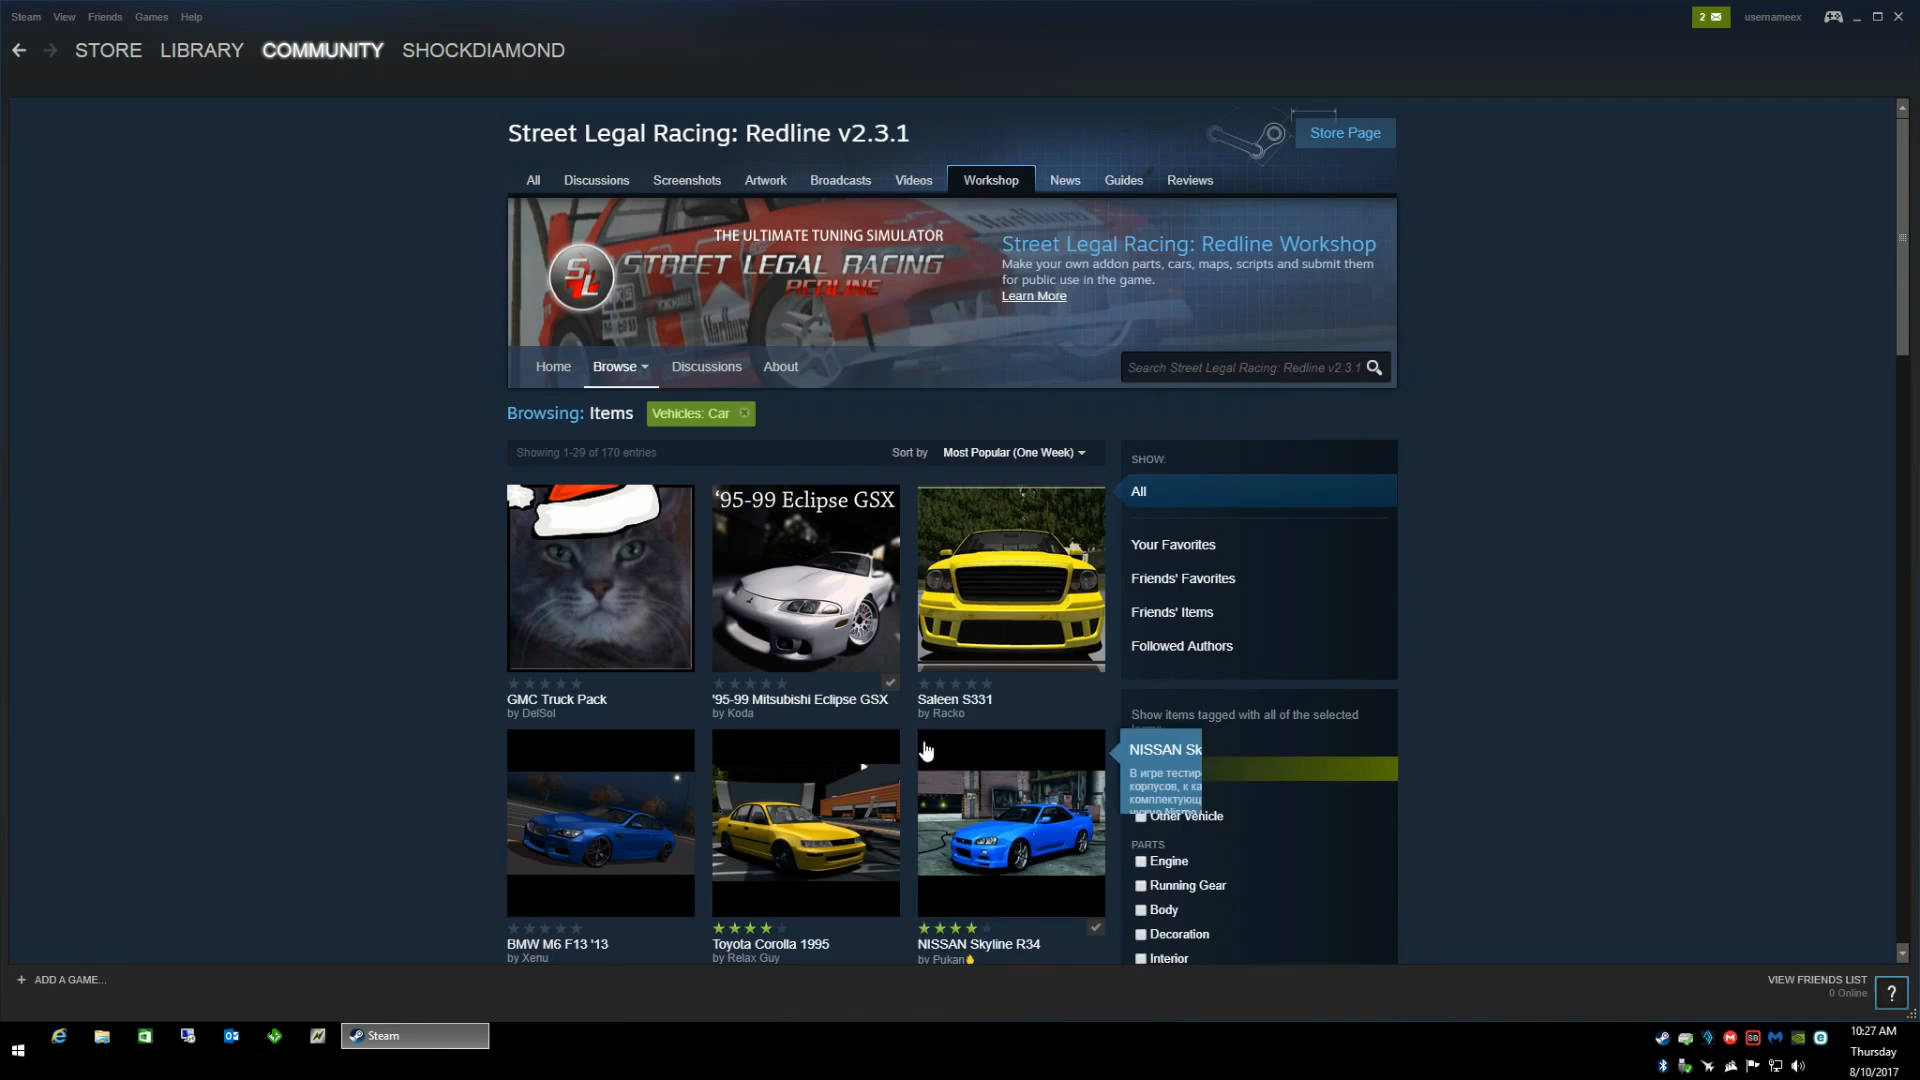 Steam View Friends Games Help
2
usernameex
STORE LIBRARY COMMUNITY SHOCKDIAMOND
Street Legal Racing: Redline v2.3.1
Store Page
All Discussions Screenshots Artwork Broadcasts Videos Workshop News Guides Reviews
THE ULTIMATE TUNING SIMULATOR
SL STREET LEGAL RACING
REDLINE
Marlboro
Street Legal Racing: Redline Workshop
Make your own addon parts, cars, maps, scripts and submit them
for public use in the game.
Learn More
Home Browse Discussions About
Search Street Legal Racing: Redline v2.3.1
Browsing: Items Vehicles: Car
Showing 1-29 of 170 entries
Sort by Most Popular (One Week)
'95-99 Eclipse GSX
GMC Truck Pack
by DelSol
'95-99 Mitsubishi Eclipse GSX
by Koda
Saleen S331
by Racko
BMW M6 F13 '13
by Xenu
Toyota Corolla 1995
by Relax Guy
NISSAN Skyline R34
by Pukan
SHOW:
All
Your Favorites
Friends' Favorites
Friends' Items
Followed Authors
Show items tagged with all of the selected
NISSAN Sk
В игре тестир
корпусов, к ка
комплектующ
Other Vehicle
PARTS
Engine
Running Gear
Body
Decoration
Interior
+ ADD A GAME...
VIEW FRIENDS LIST
0 Online
?
Steam
10:27 AM
Thursday
8/10/2017